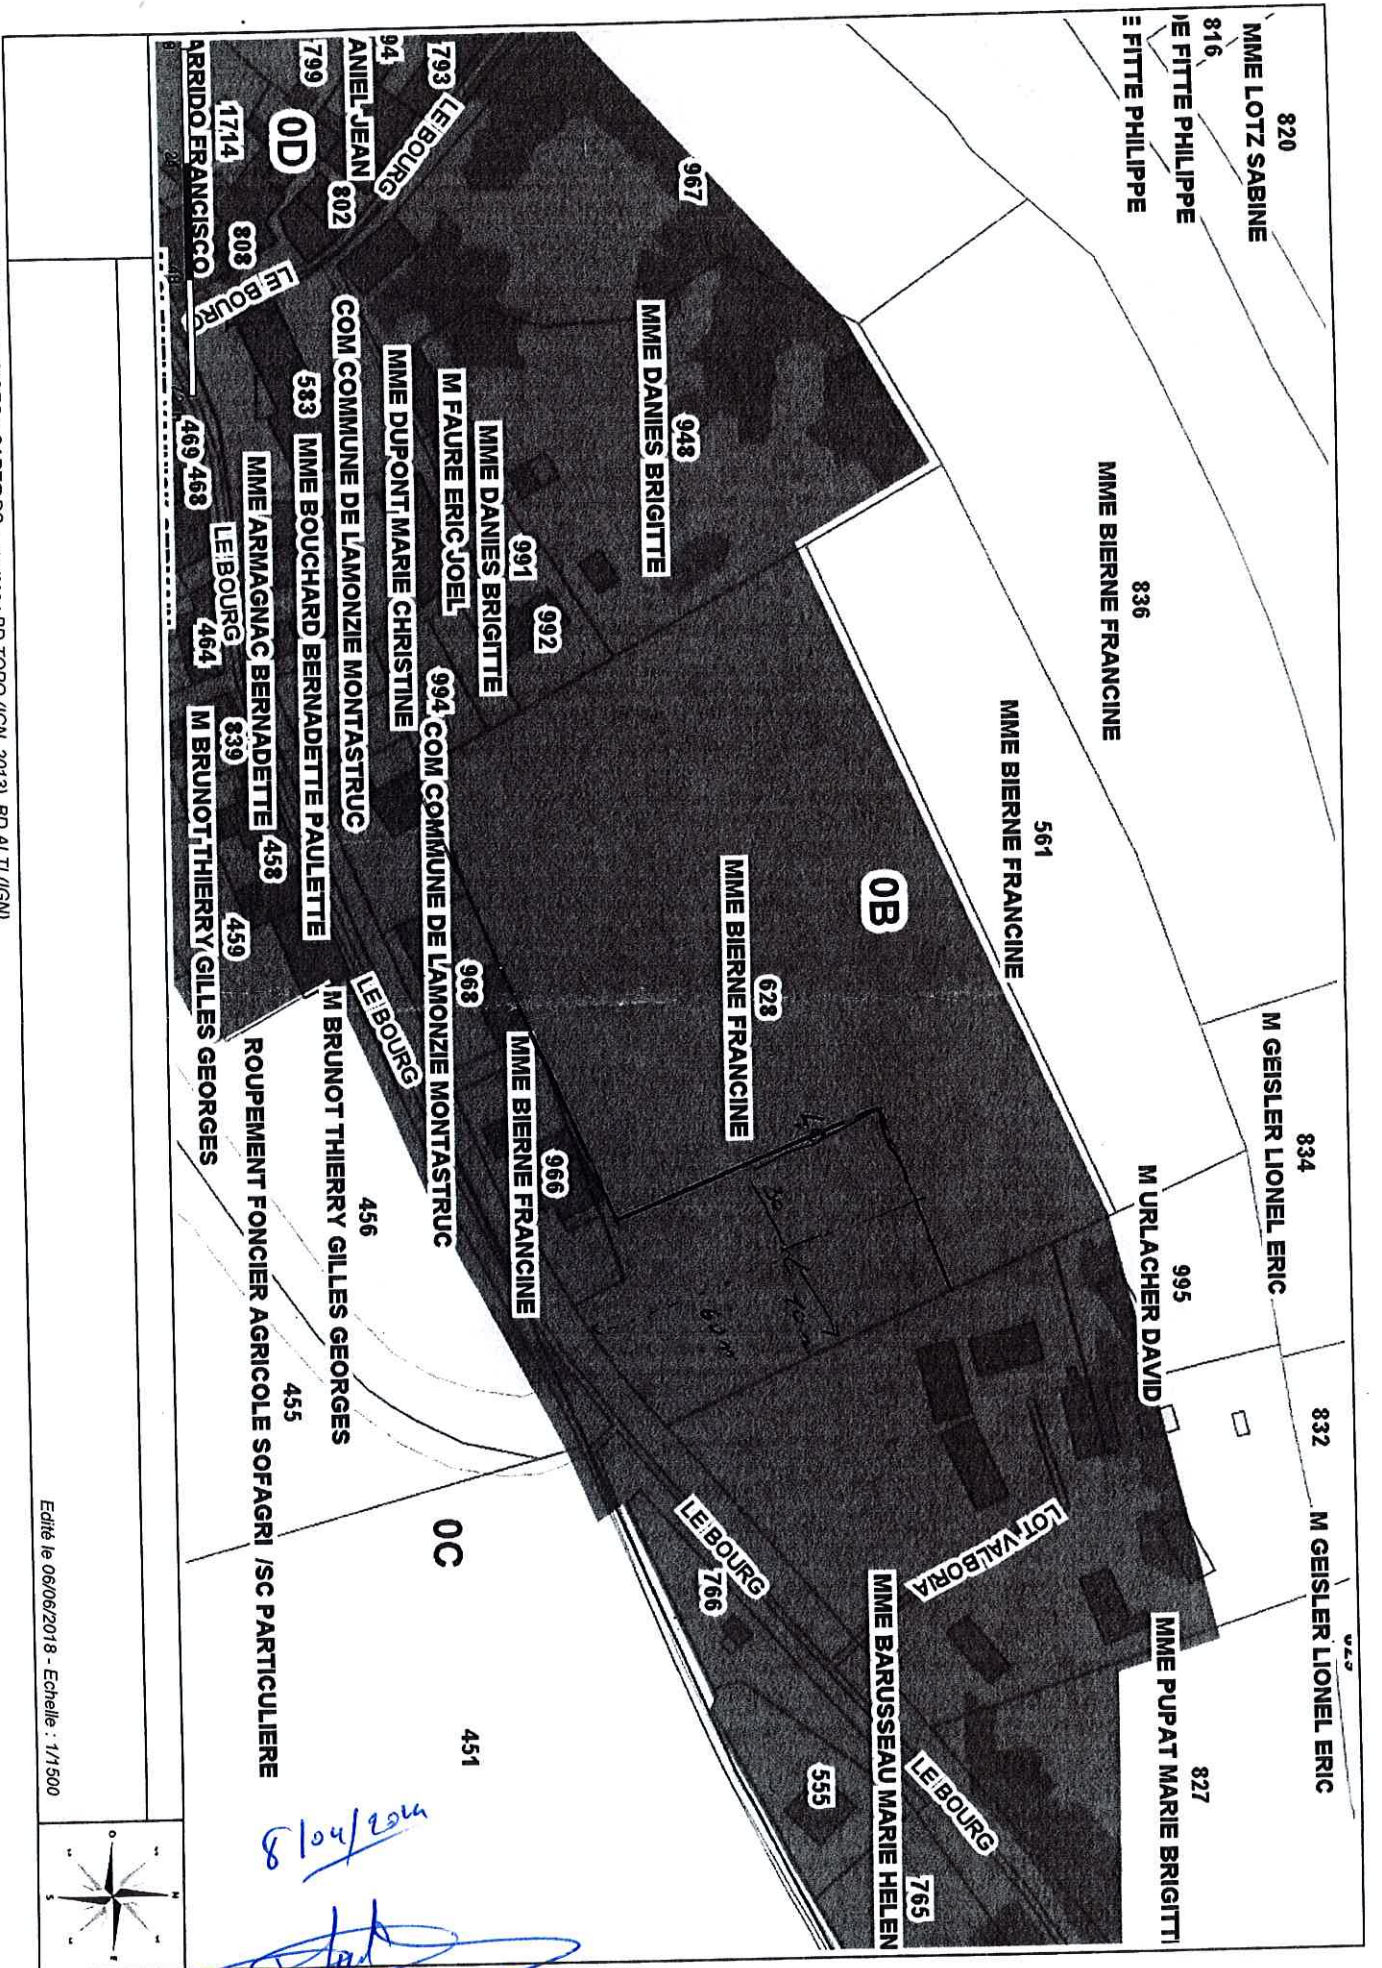 820
MME LOTZ SABINE
816
DE FITTE PHILIPPE
E FITTE PHILIPPE
836
MME BIERNE FRANCINE
561
MME BIERNE FRANCINE
834
M GEISLER LIONEL ERIC
832
M GEISLER LIONEL ERIC
995
M URLACHER DAVID
827
MME PUPAT MARIE BRIGITTI
0B
967
948
MME DANIES BRIGITTE
628
MME BIERNE FRANCINE
60m
LOT VALBORIA
MME BARUSSEAU MARIE HELEN
765
LE BOURG
LE BOURG
766
555
793
LE BOURG
94
ANIEL JEAN
799
0D
802
1714
808
ARRIDO FRANCISCO
LE BOURG
991
992
MME DANIES BRIGITTE
M FAURE ERIC JOEL
MME DUPONT MARIE CHRISTINE
994
COM COMMUNE DE LAMONZIE MONTASTRUC
COM COMMUNE DE LAMONZIE MONTASTRUC
968
966
MME BIERNE FRANCINE
583
MME BOUCHARD BERNADETTE PAULETTE
MME ARMAGNAC BERNADETTE
458
469
468
LE BOURG
464
839
459
M BRUNOT THIERRY GILLES GEORGES
LE BOURG
456
M BRUNOT THIERRY GILLES GEORGES
455
ROUPEMENT FONCIER AGRICOLE SOFAGRI /SC PARTICULIERE
0C
451
8/04/20
Edité le 06/06/2018 - Echelle : 1/1500
N
O
E
S